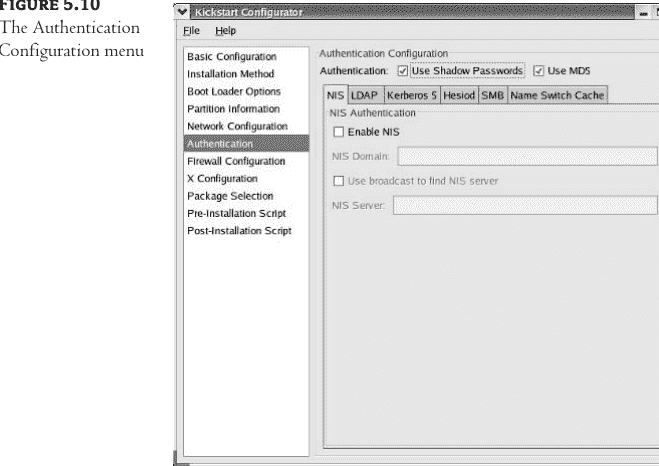 FIGURE 5.10
The Authentication
Configuration menu
Kickstart Configurator
File Help
Basic Configuration
Installation Method
Boot Loader Options
Partition Information
Network Configuration
Authentication
Firewall Configuration
X Configuration
Package Selection
Pre-Installation Script
Post-Installation Script
Authentication Configuration
Authentication: Use Shadow Passwords Use MD5
NIS LDAP Kerberos 5 Hesiod SMB Name Switch Cache
NIS Authentication
Enable NIS
NIS Domain:
Use broadcast to find NIS server
NIS Server: